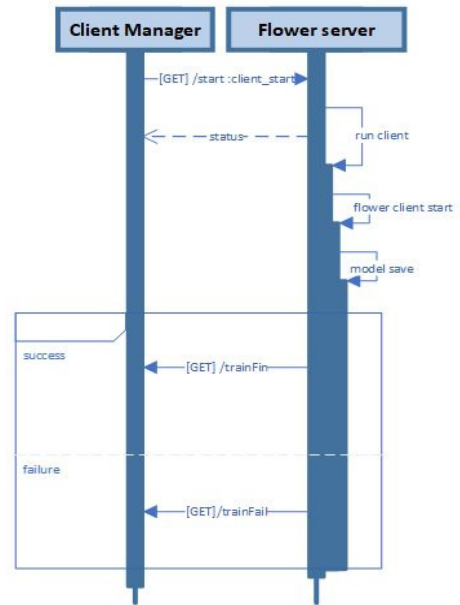 Client Manager
Flower server
[GET] /start :client_start
status
run client
flower client start
model save
success
[GET] /trainFin
failure
[GET]/trainFail